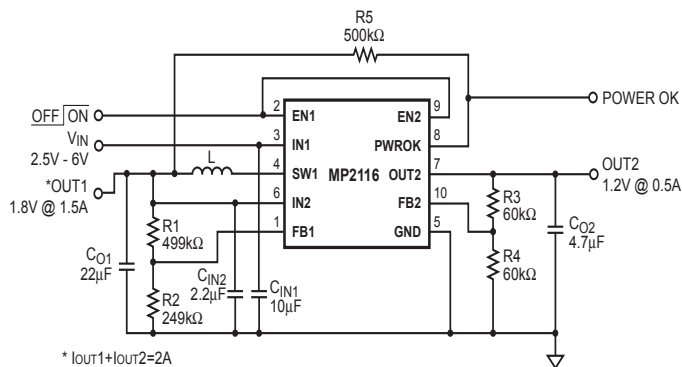 R5
500kΩ
OFF ON
2
EN1
EN2
9
POWER OK
VIN
2.5V - 6V
3
IN1
PWROK
8
L
4
SW1
MP2116
OUT2
7
OUT2
1.2V @ 0.5A
*OUT1
1.8V @ 1.5A
6
IN2
FB2
10
R3
60kΩ
1
FB1
GND
5
R1
499kΩ
CO1
22µF
R2
249kΩ
CIN2
2.2µF
CIN1
10µF
R4
60kΩ
CO2
4.7µF
* IOUT1+IOUT2=2A